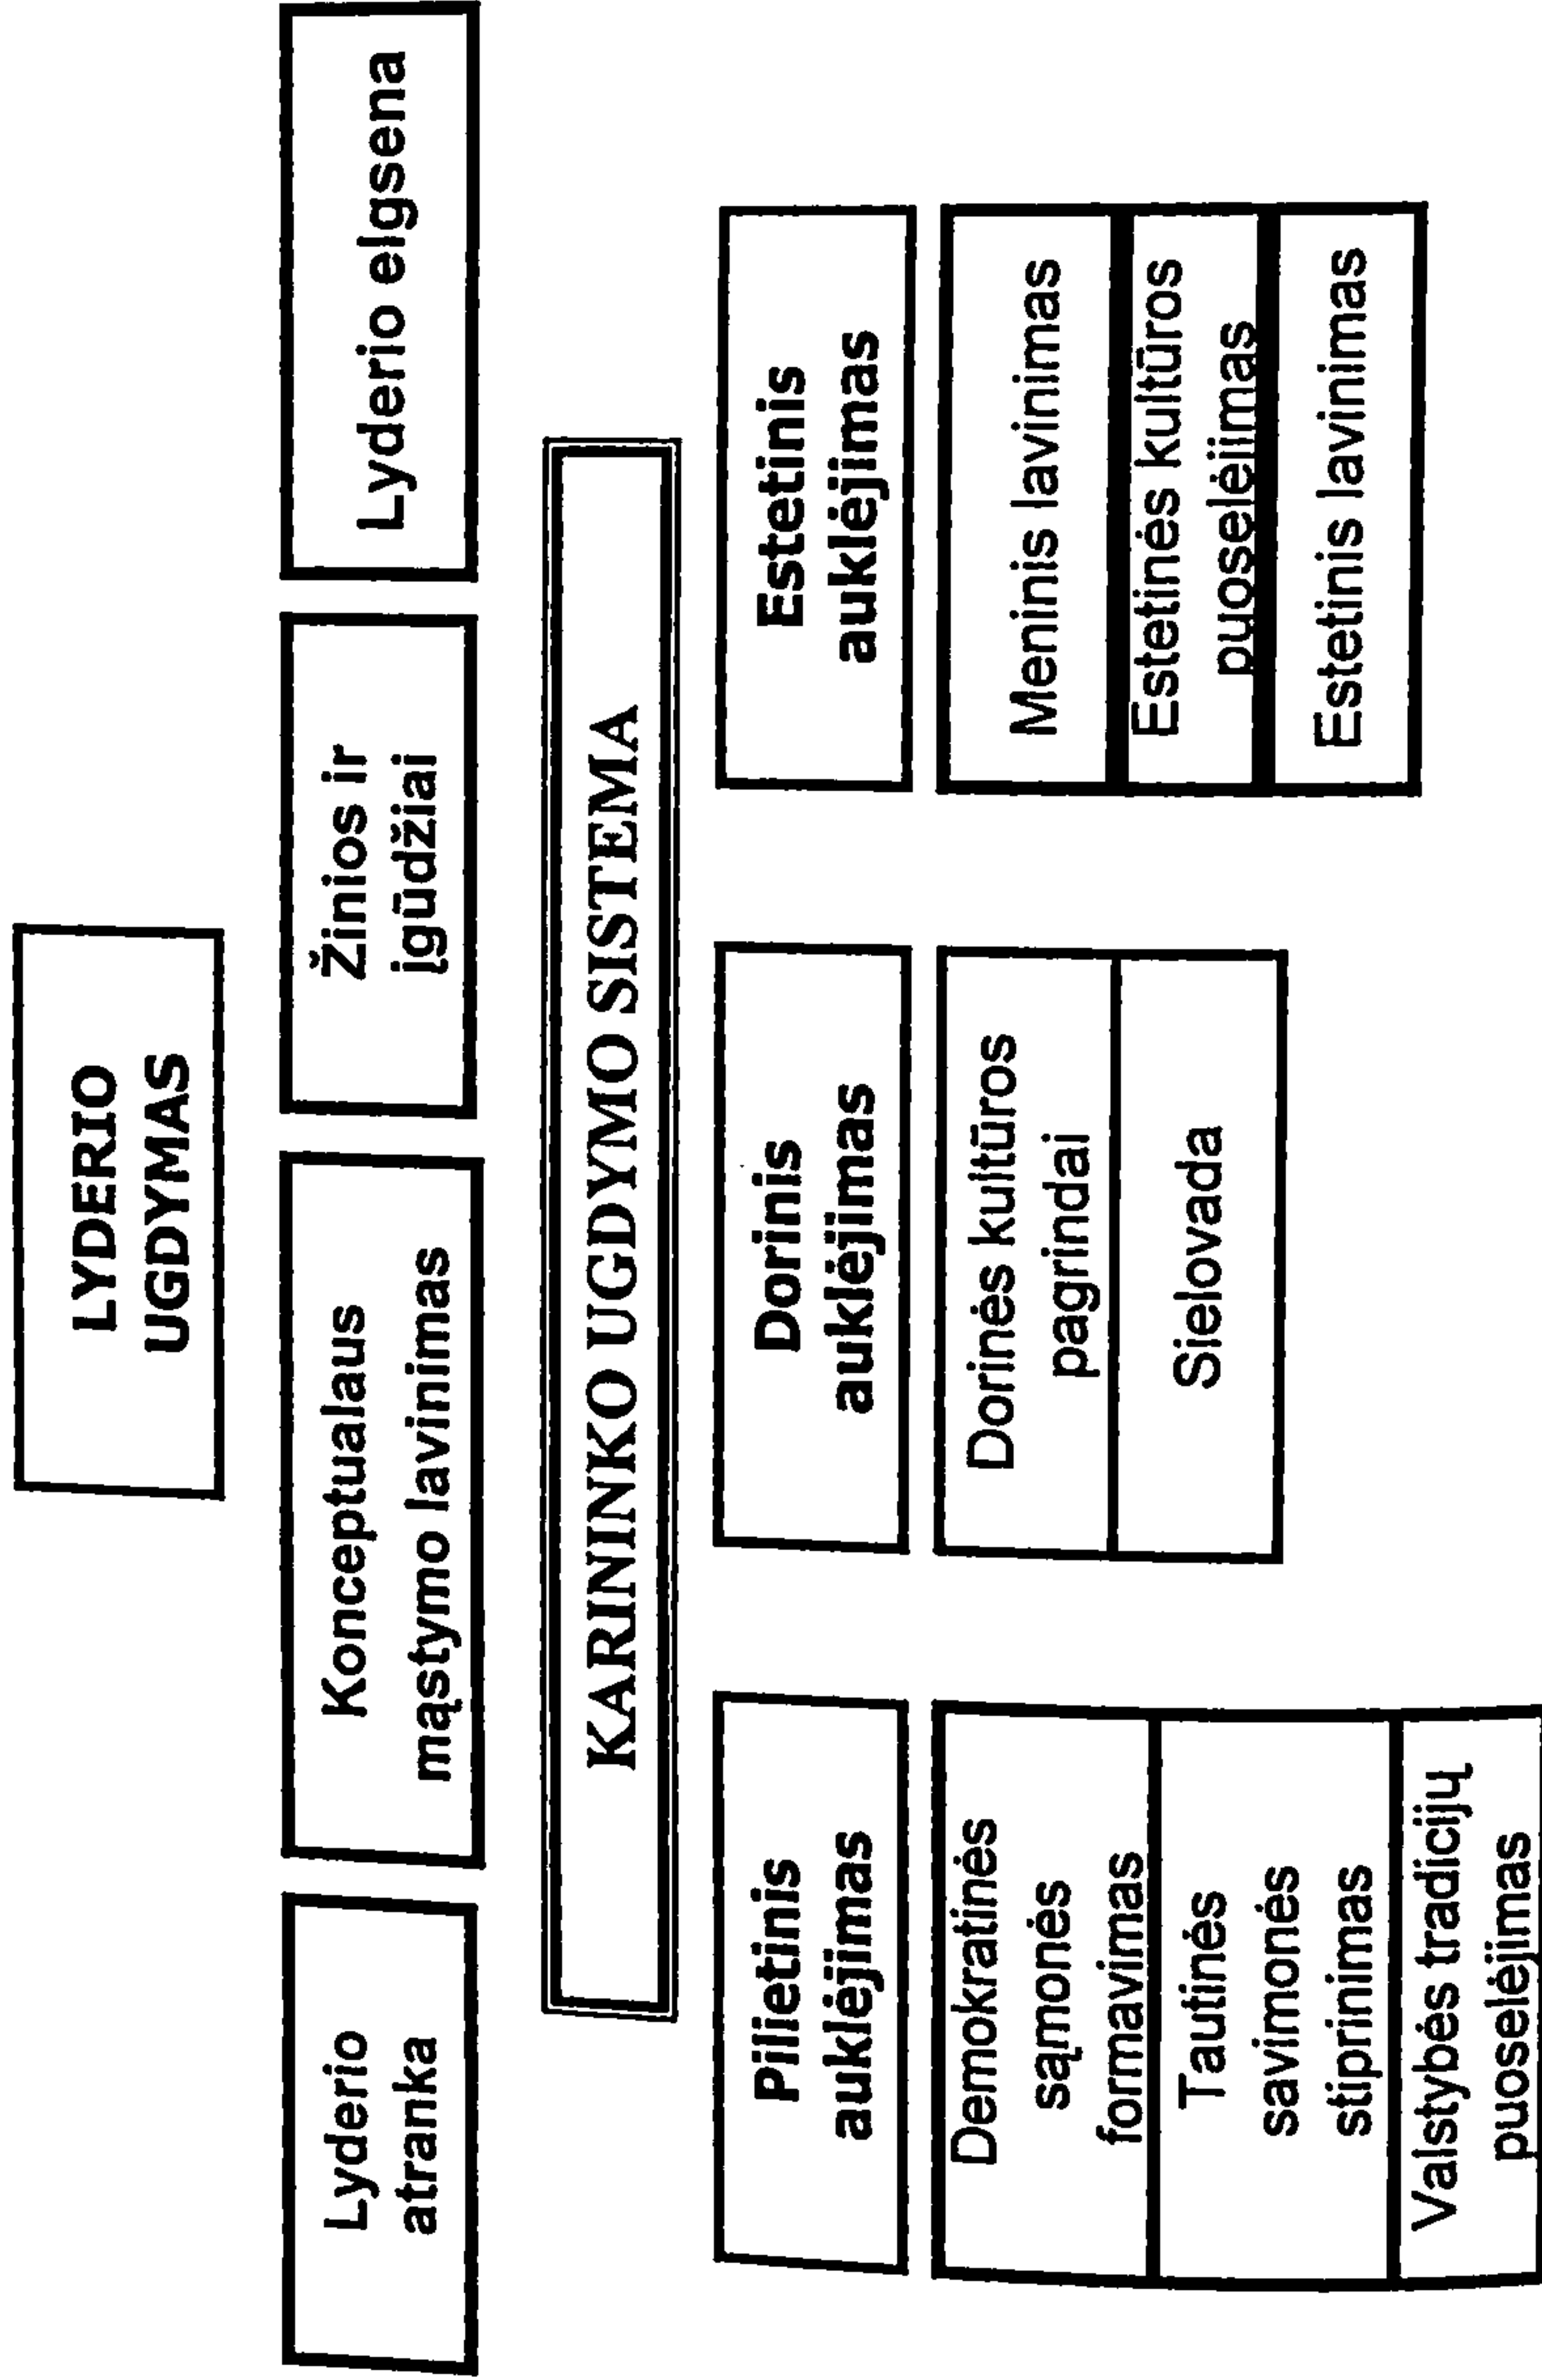 LYDERIO
UGDYMAS
Lyderio
atranka
Konceptualaus
mąstymo lavinimas
Žinios ir
įgūdžiai
Lyderio elgsena
KARININKO UGDYMO SISTEMA
Pilietinis
auklėjimas
Dorinis
auklėjimas
Estetinis
auklėjimas
Demokratinės
sąmonės
formavimas
Tautinės
savimonės
stiprinimas
Valstybės tradicijų
puoselėjimas
Dorinės kultūros
pagrindai
Sielovada
Meninis lavinimas
Estetinės kultūros
puoselėjimas
Estetinis lavinimas